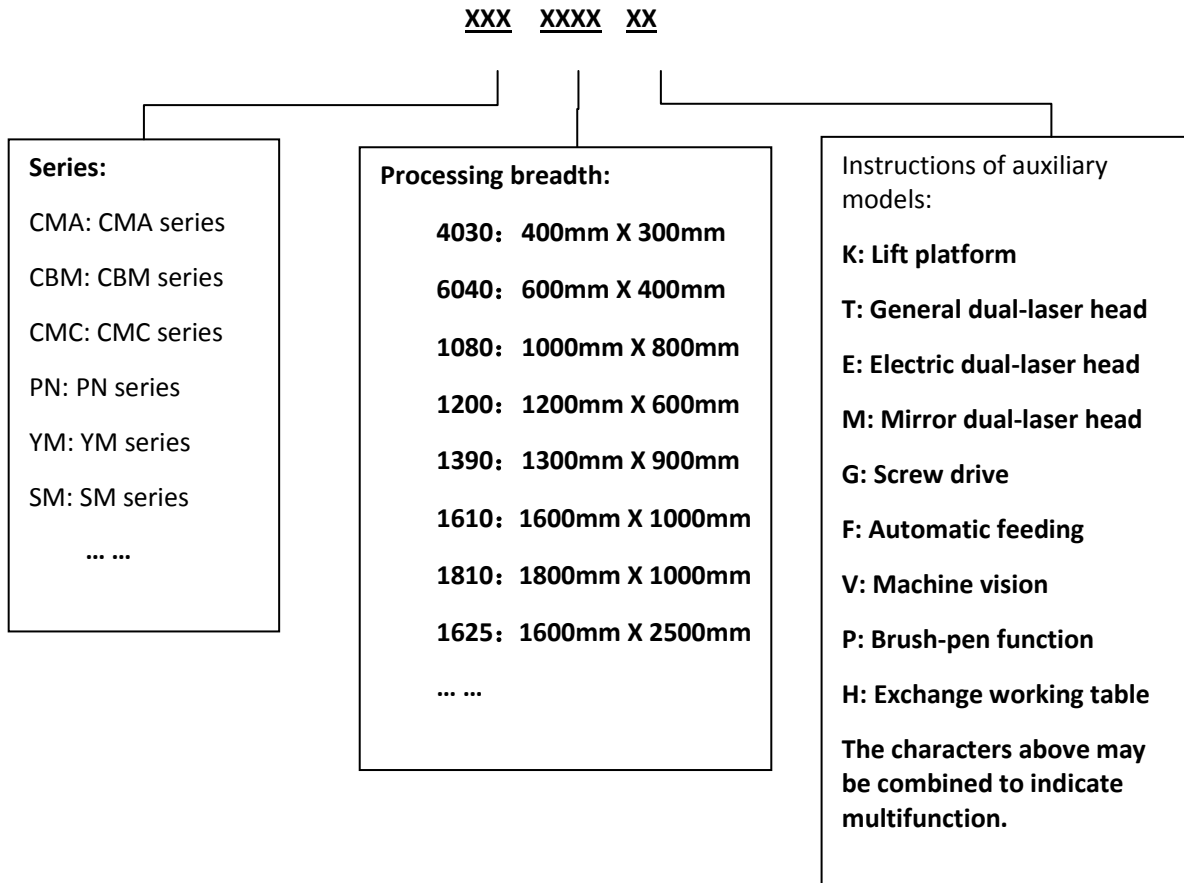 XXX XXXX XX
Series:
CMA: CMA series
CBM: CBM series
CMC: CMC series
PN: PN series
YM: YM series
SM: SM series
... ...
Processing breadth:
4030：400mm X 300mm
6040：600mm X 400mm
1080：1000mm X 800mm
1200：1200mm X 600mm
1390：1300mm X 900mm
1610：1600mm X 1000mm
1810：1800mm X 1000mm
1625：1600mm X 2500mm
... ...
Instructions of auxiliary
models:
K: Lift platform
T: General dual-laser head
E: Electric dual-laser head
M: Mirror dual-laser head
G: Screw drive
F: Automatic feeding
V: Machine vision
P: Brush-pen function
H: Exchange working table
The characters above may
be combined to indicate
multifunction.